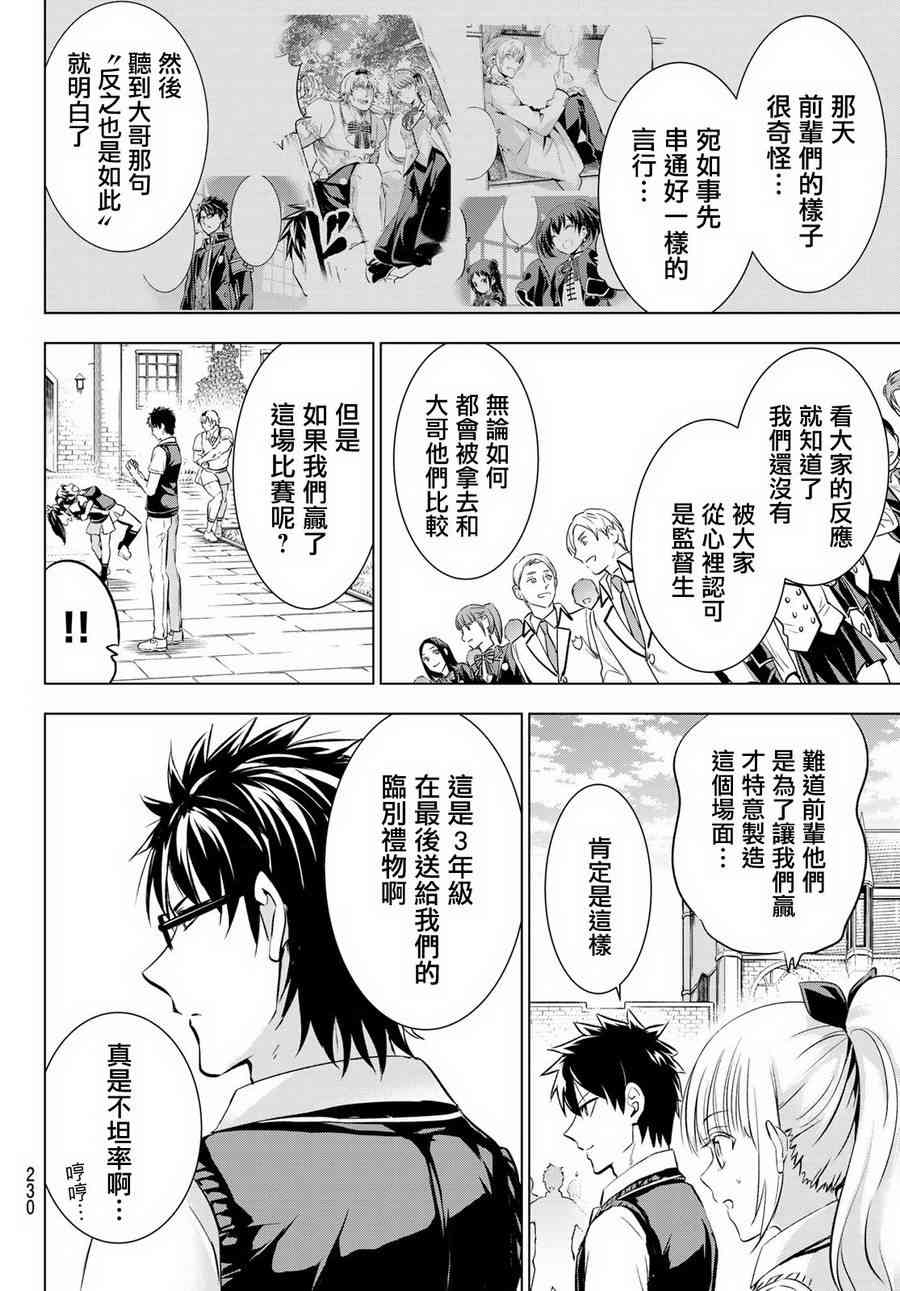 那天
前輩們的樣子
很奇怪…
宛如事先
串通好一樣的
言行…
然後
聽到大哥那句
〝反之也是如此〞
就明白了
看大家的反應
就知道了
我們還沒有
被大家
從心裡認可
是監督生
無論如何
都會被拿去和
大哥他們比較
但是
如果我們贏了
這場比賽呢?
!!
難道前輩他們
是為了讓我們贏
才特意製造
這個場面…
肯定是這樣
這是3年級
在最後送給我們的
臨別禮物啊
真是不坦率啊…
哼哼…
230